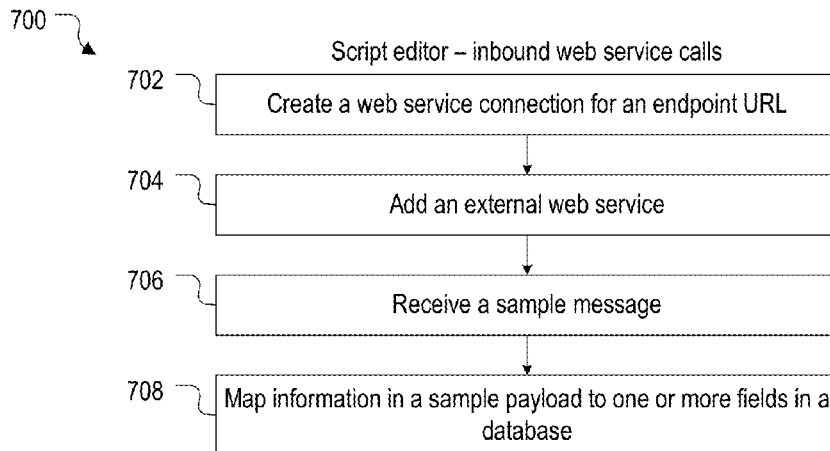 700
Script editor – inbound web service calls
702
Create a web service connection for an endpoint URL
704
Add an external web service
706
Receive a sample message
708
Map information in a sample payload to one or more fields in a
database